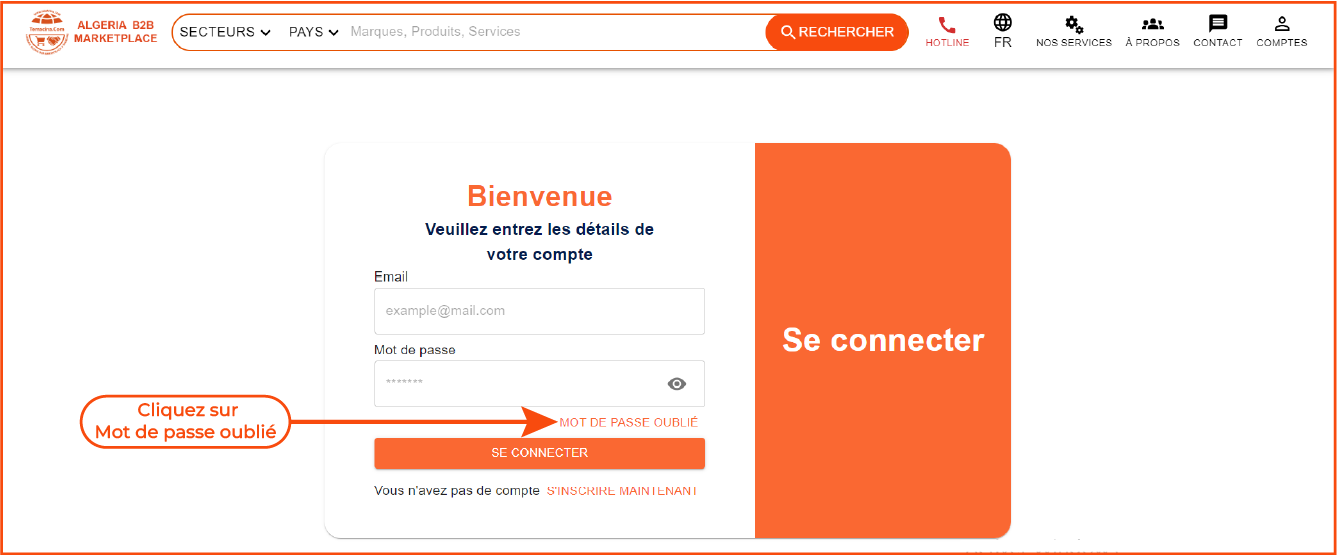 Tamaeins.Com
ALGERIA B2B
MARKETPLACE
SECTEURS
PAYS
Marques, Produits, Services
RECHERCHER
HOTLINE
FR
NOS SERVICES
À PROPOS
CONTACT
COMPTES
Bienvenue
Veuillez entrez les détails de
votre compte
Email
example@mail.com
Mot de passe
*******
Cliquez sur
Mot de passe oublié
MOT DE PASSE OUBLIÉ
SE CONNECTER
Vous n'avez pas de compte S'INSCRIRE MAINTENANT
Se connecter